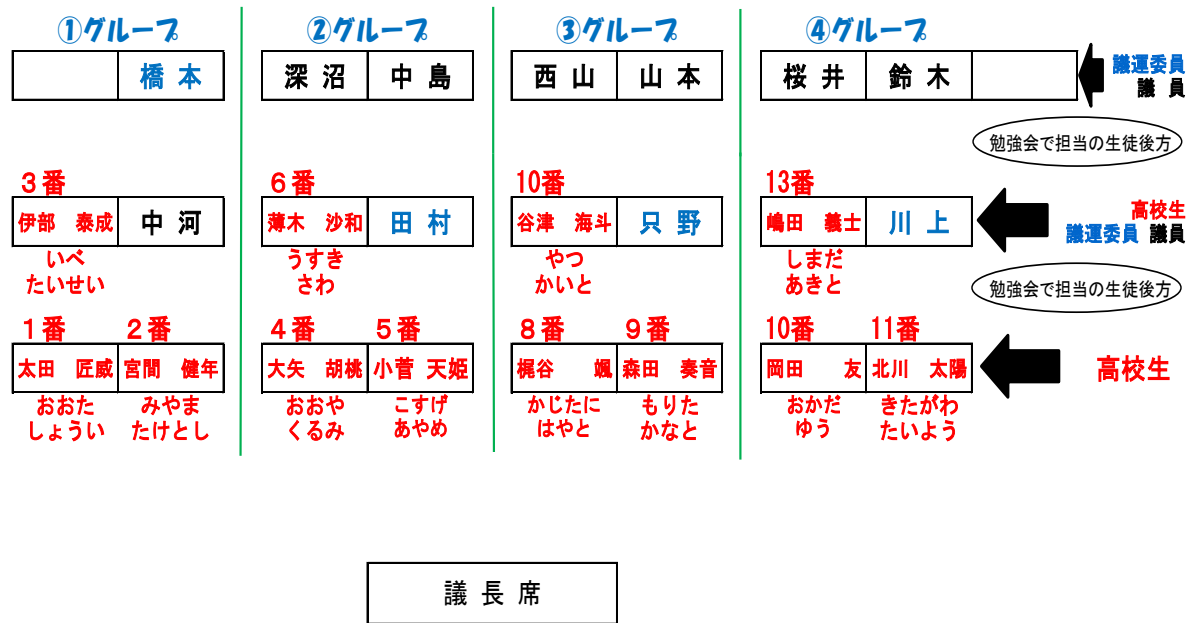 ①グループ ②グループ ③グループ ④グループ
橋本 深沼 中島 西山 山本 桜井 鈴木
議運委員
議員
勉強会で担当の生徒後方
3番 6番 10番 13番
伊部 泰成 中河 薄木 沙和 田村 谷津 海斗 只野 嶋田 義士 川上
高校生
議運委員 議員
いべ うすき やつ しまだ
たいせい さわ かいと あきと
勉強会で担当の生徒後方
1番 2番 4番 5番 8番 9番 10番 11番
太田 匠威 宮間 健年 大矢 胡桃 小菅 天姫 梶谷 颯 森田 奏音 岡田 友 北川 太陽
高校生
おおた みやま おおや こすげ かじたに もりた おかだ きたがわ
しょうい たけとし くるみ あやめ はやと かなと ゆう たいよう
議長席